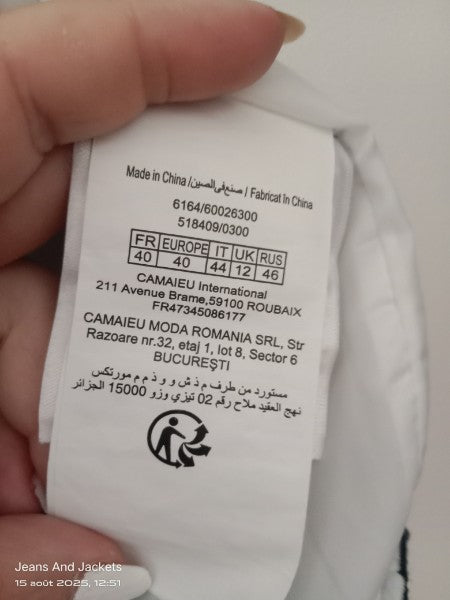 Made in China /صنع في الصين / Fabricat în China
6164/60026300
518409/0300
FR EUROPE IT UK RUS
40 40 44 12 46
CAMAIEU International
211 Avenue Brame,59100 ROUBAIX
FR47345086177
CAMAIEU MODA ROMANIA SRL, Str
Razoare nr.32, etaj 1, lot 8, Sector 6
BUCUREŞTI
مستورد من طرف م ذ ش و و ذ م م مورتكس
نهج العقيد ملاح رقم 02 تيزي وزو 15000 الجزائر
Jeans And Jackets
15 août 2025, 12:51